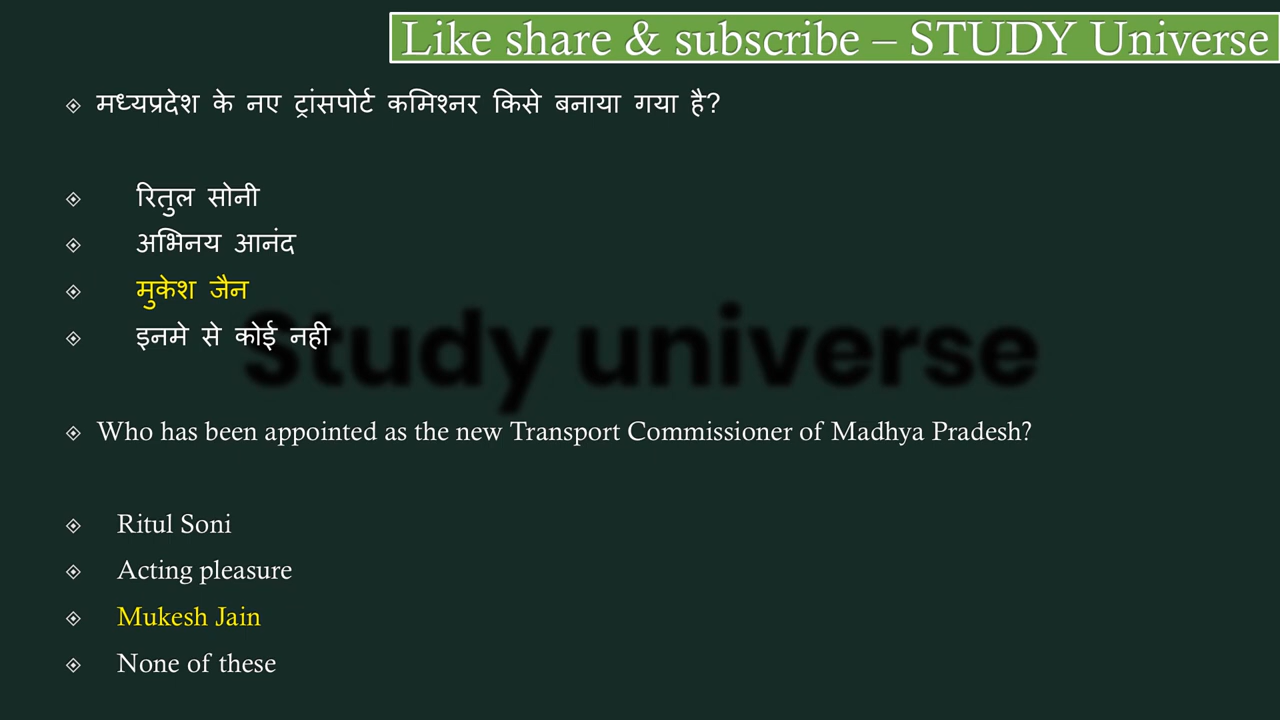 Like share & subscribe – STUDY Universe
मध्यप्रदेश के नए ट्रांसपोर्ट कमिश्नर किसे बनाया गया है?
रितुल सोनी
अभिनय आनंद
मुकेश जैन
इनमे से कोई नही
Study universe
Who has been appointed as the new Transport Commissioner of Madhya Pradesh?
Ritul Soni
Acting pleasure
Mukesh Jain
None of these